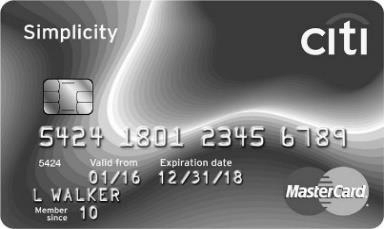 Simplicity
citi
5424 1801 2345 6789
5424 Valid from Expiration date
01/16 12/31/18
L WALKER
Member since 10
MasterCard